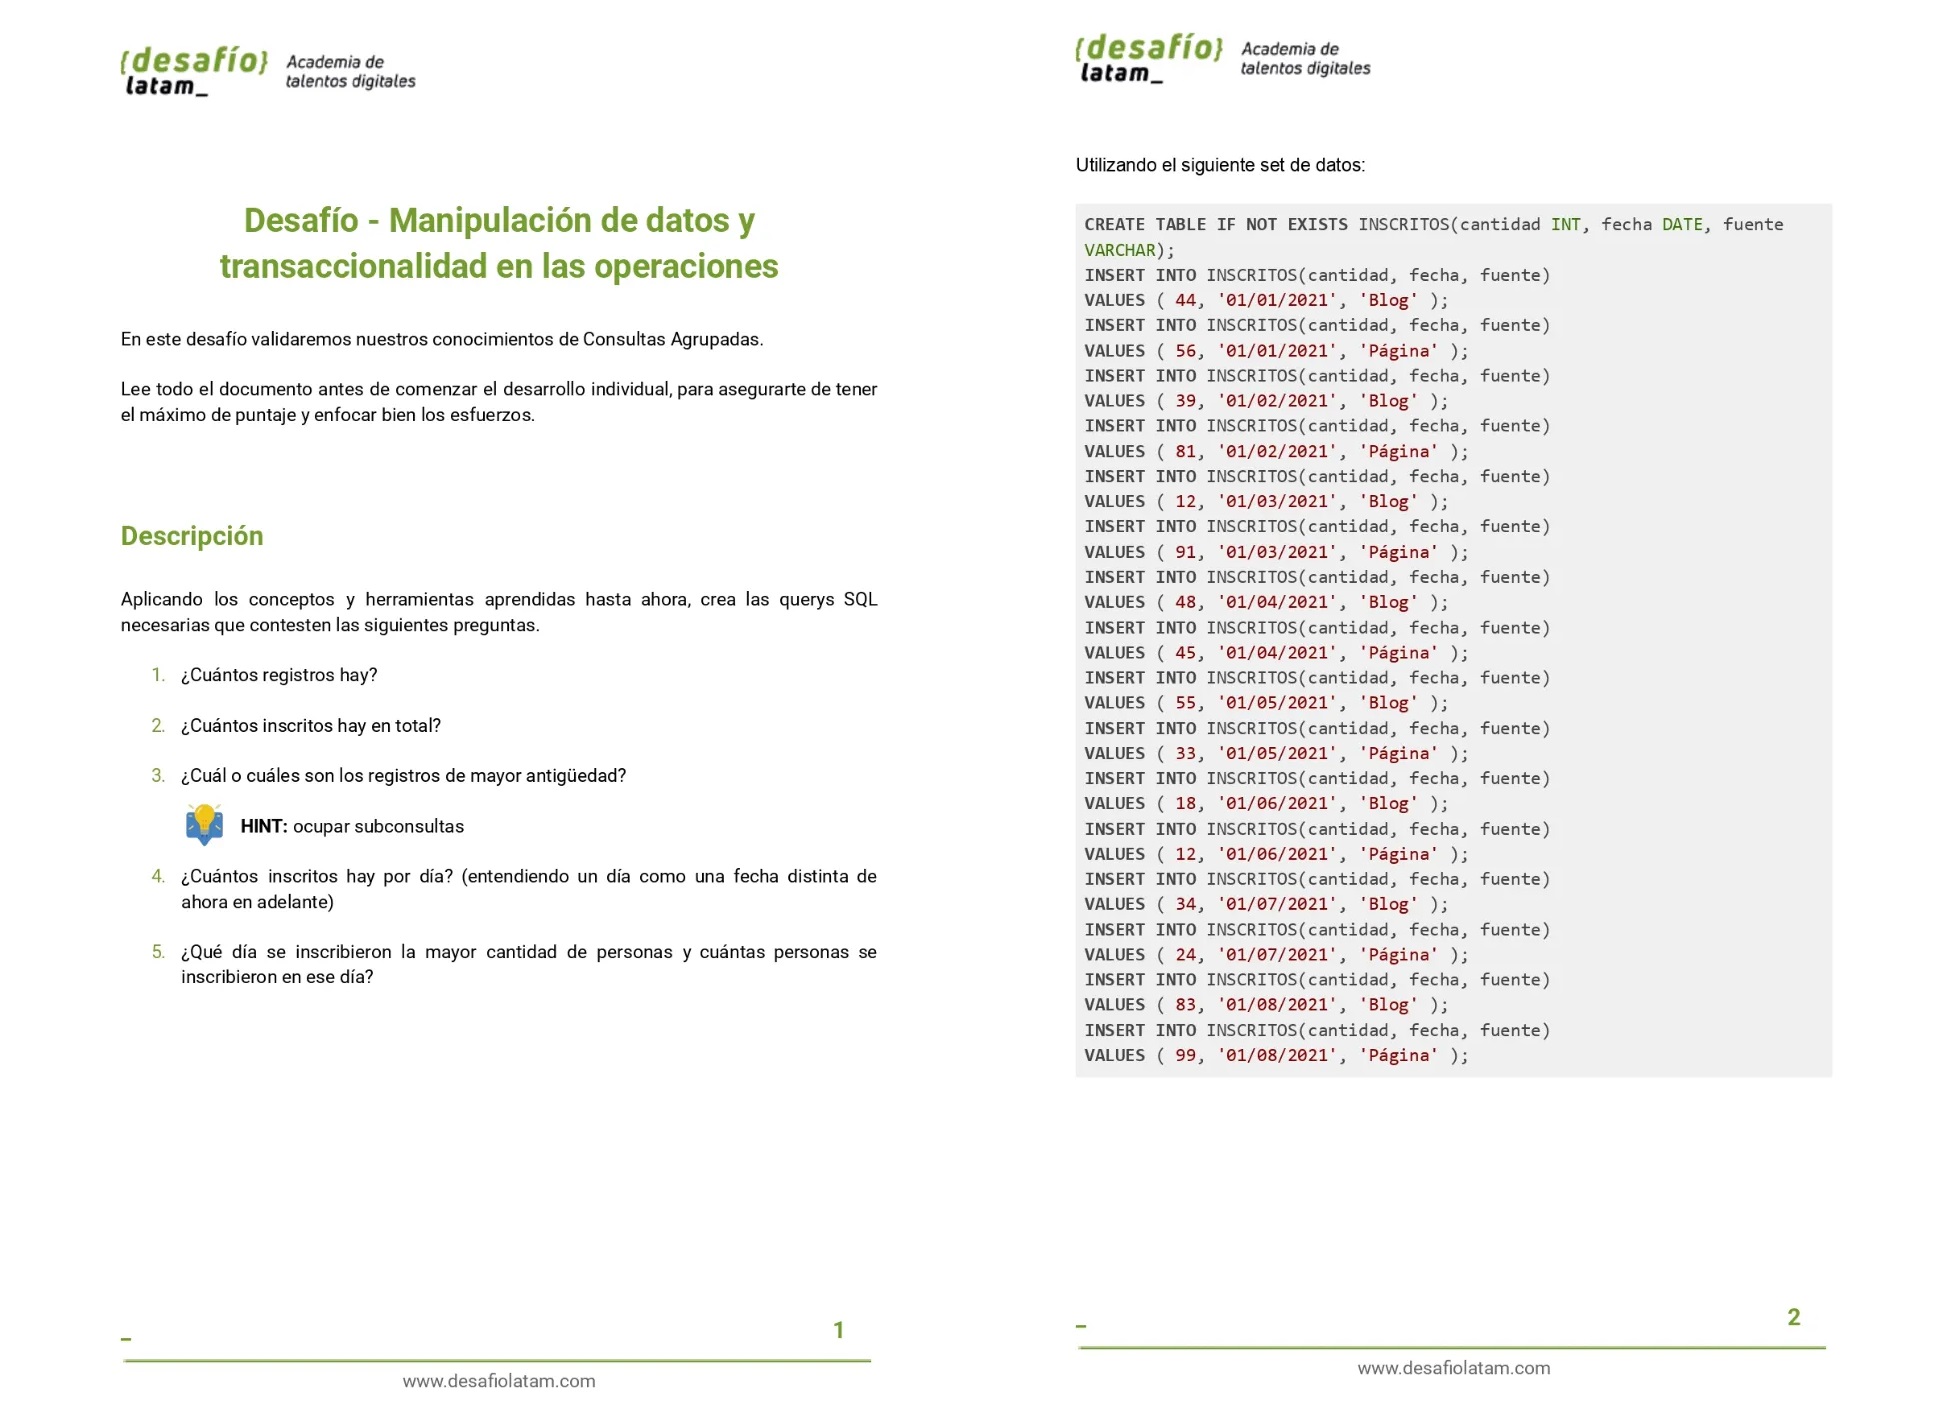 {desafío}
latam_
Academia de
talentos digitales
Desafío - Manipulación de datos y
transaccionalidad en las operaciones
En este desafío validaremos nuestros conocimientos de Consultas Agrupadas.
Lee todo el documento antes de comenzar el desarrollo individual, para asegurarte de tener
el máximo de puntaje y enfocar bien los esfuerzos.
Descripción
Aplicando los conceptos y herramientas aprendidas hasta ahora, crea las querys SQL
necesarias que contesten las siguientes preguntas.
1. ¿Cuántos registros hay?
2. ¿Cuántos inscritos hay en total?
3. ¿Cuál o cuáles son los registros de mayor antigüedad?
HINT: ocupar subconsultas
4. ¿Cuántos inscritos hay por día? (entendiendo un día como una fecha distinta de
ahora en adelante)
5. ¿Qué día se inscribieron la mayor cantidad de personas y cuántas personas se
inscribieron en ese día?
_
1
www.desafiolatam.com
{desafío}
latam_
Academia de
talentos digitales
Utilizando el siguiente set de datos:
CREATE TABLE IF NOT EXISTS INSCRITOS(cantidad INT, fecha DATE, fuente
VARCHAR);
INSERT INTO INSCRITOS(cantidad, fecha, fuente)
VALUES ( 44, '01/01/2021', 'Blog' );
INSERT INTO INSCRITOS(cantidad, fecha, fuente)
VALUES ( 56, '01/01/2021', 'Página' );
INSERT INTO INSCRITOS(cantidad, fecha, fuente)
VALUES ( 39, '01/02/2021', 'Blog' );
INSERT INTO INSCRITOS(cantidad, fecha, fuente)
VALUES ( 81, '01/02/2021', 'Página' );
INSERT INTO INSCRITOS(cantidad, fecha, fuente)
VALUES ( 12, '01/03/2021', 'Blog' );
INSERT INTO INSCRITOS(cantidad, fecha, fuente)
VALUES ( 91, '01/03/2021', 'Página' );
INSERT INTO INSCRITOS(cantidad, fecha, fuente)
VALUES ( 48, '01/04/2021', 'Blog' );
INSERT INTO INSCRITOS(cantidad, fecha, fuente)
VALUES ( 45, '01/04/2021', 'Página' );
INSERT INTO INSCRITOS(cantidad, fecha, fuente)
VALUES ( 55, '01/05/2021', 'Blog' );
INSERT INTO INSCRITOS(cantidad, fecha, fuente)
VALUES ( 33, '01/05/2021', 'Página' );
INSERT INTO INSCRITOS(cantidad, fecha, fuente)
VALUES ( 18, '01/06/2021', 'Blog' );
INSERT INTO INSCRITOS(cantidad, fecha, fuente)
VALUES ( 12, '01/06/2021', 'Página' );
INSERT INTO INSCRITOS(cantidad, fecha, fuente)
VALUES ( 34, '01/07/2021', 'Blog' );
INSERT INTO INSCRITOS(cantidad, fecha, fuente)
VALUES ( 24, '01/07/2021', 'Página' );
INSERT INTO INSCRITOS(cantidad, fecha, fuente)
VALUES ( 83, '01/08/2021', 'Blog' );
INSERT INTO INSCRITOS(cantidad, fecha, fuente)
VALUES ( 99, '01/08/2021', 'Página' );
_
2
www.desafiolatam.com